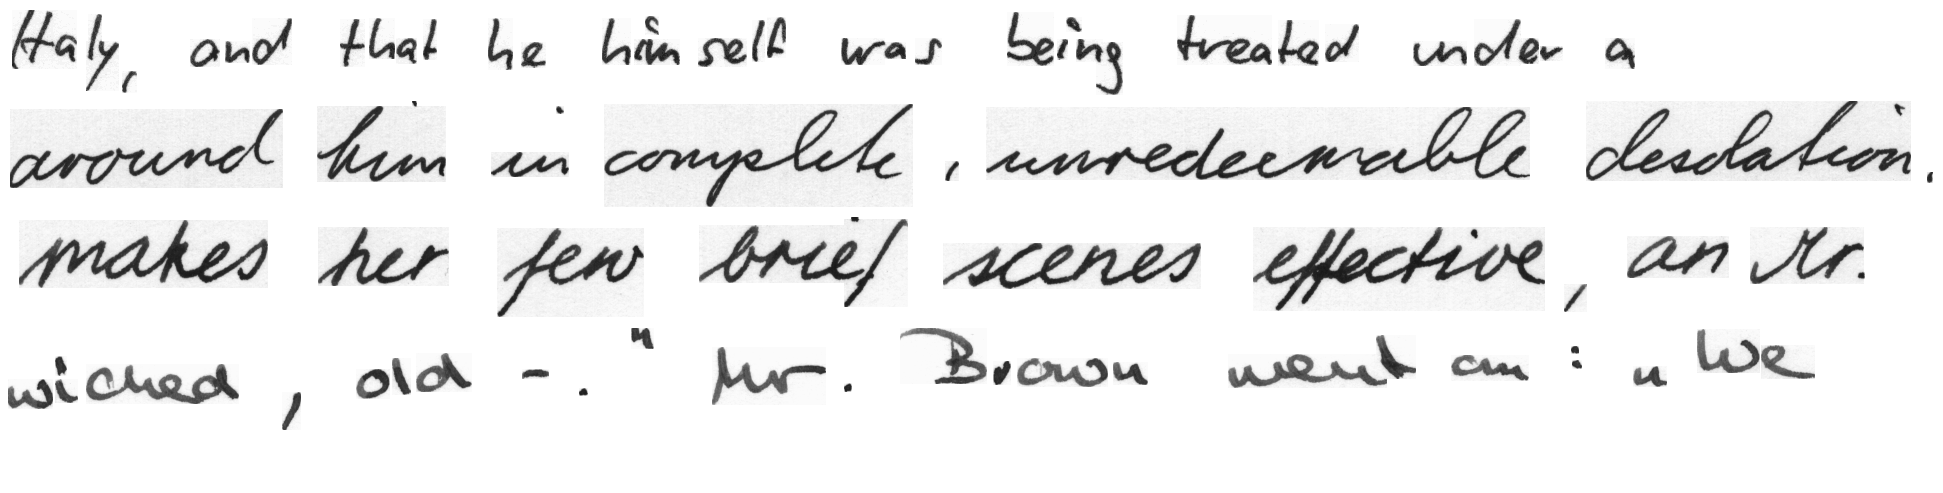 Italy, and that he himself was being treated under a
around him in complete, unredeemable desolation.
makes her few brief scenes effective, an Mr.
wicked, old -. " Mr. Brown went on: „We